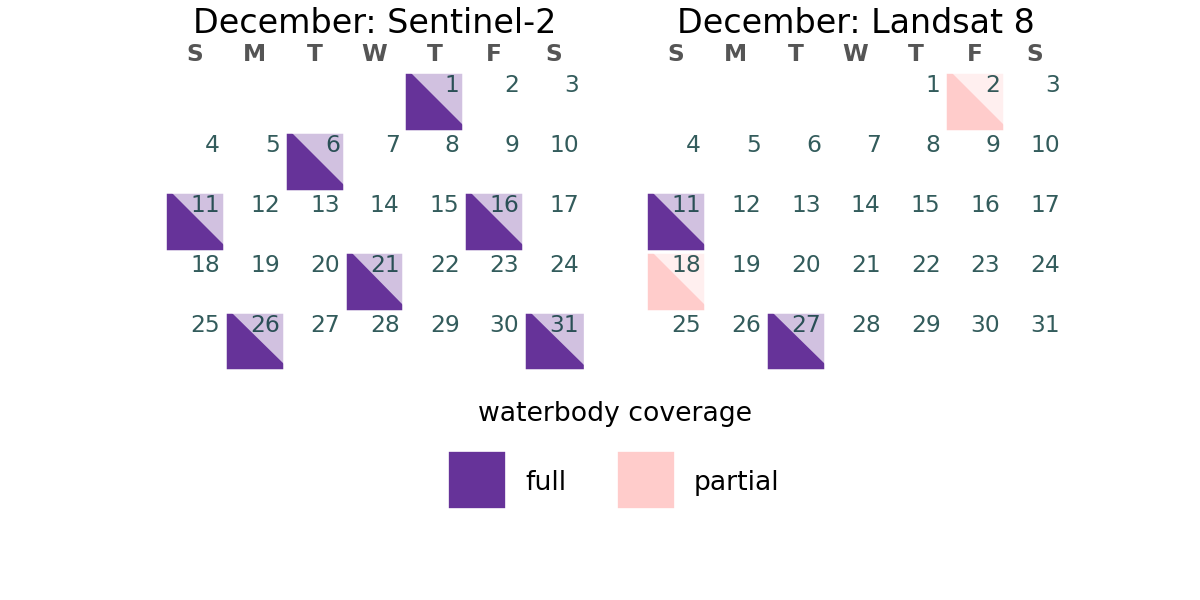 December: Sentinel-2
S M T W T F S
1 2 3
4 5 6 7 8 9 10
11 12 13 14 15 16 17
18 19 20 21 22 23 24
25 26 27 28 29 30 31
December: Landsat 8
S M T W T F S
1 2 3
4 5 6 7 8 9 10
11 12 13 14 15 16 17
18 19 20 21 22 23 24
25 26 27 28 29 30 31
waterbody coverage
full
partial